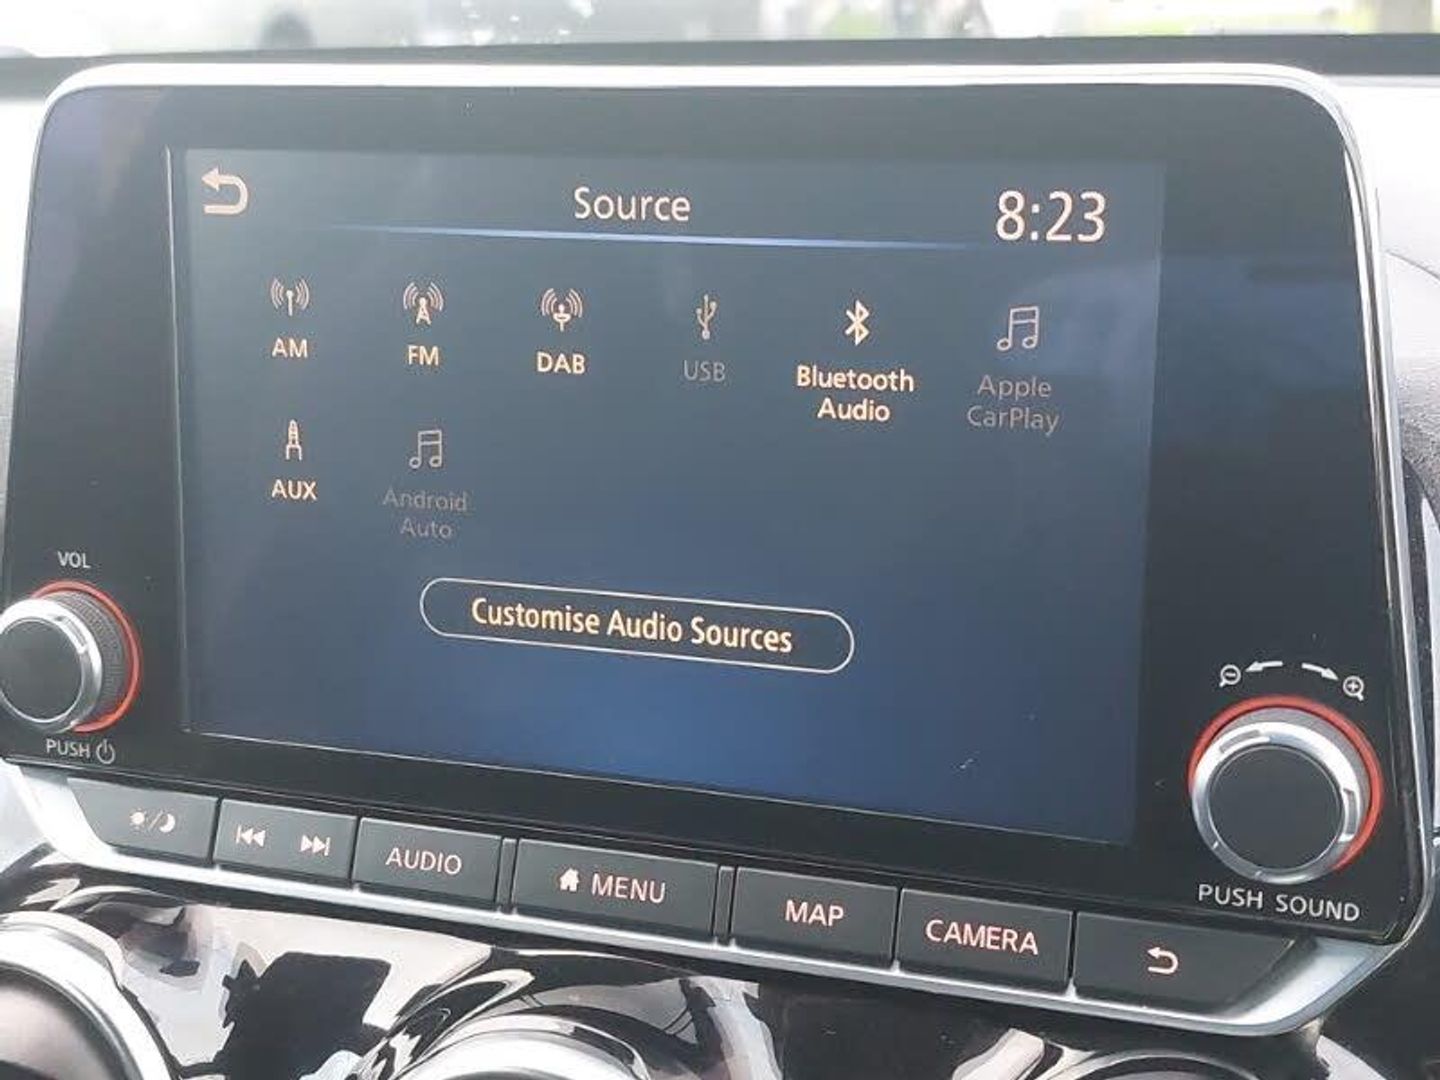 Source
8:23
AM
FM
DAB
USB
Bluetooth
Audio
Apple
CarPlay
AUX
Android
Auto
Customise Audio Sources
VOL
PUSH
AUDIO
MENU
MAP
CAMERA
PUSH SOUND